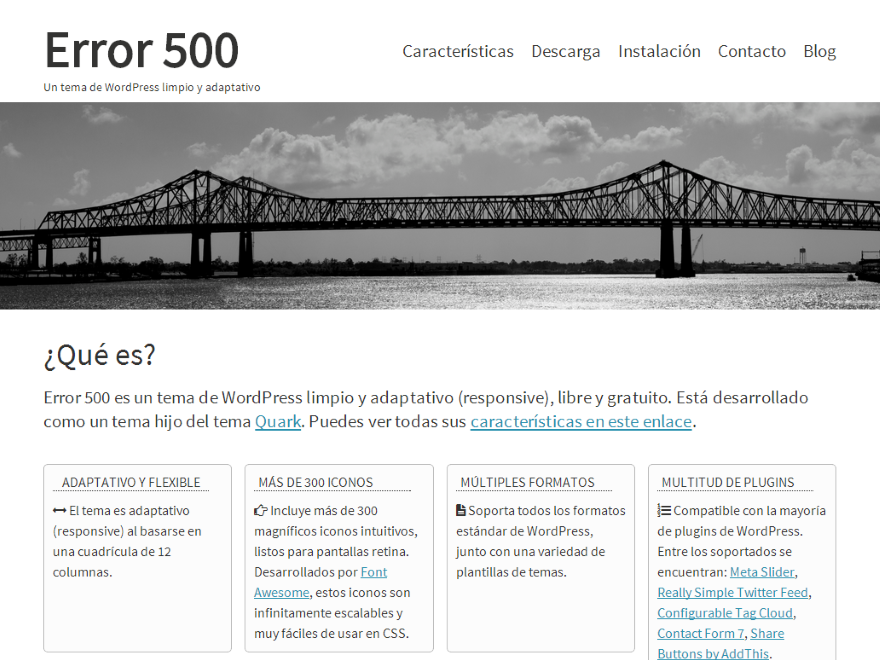 Error 500
Un tema de WordPress limpio y adaptativo
Características Descarga Instalación Contacto Blog
¿Qué es?
Error 500 es un tema de WordPress limpio y adaptativo (responsive), libre y gratuito. Está desarrollado
como un tema hijo del tema Quark. Puedes ver todas sus características en este enlace.
ADAPTATIVO Y FLEXIBLE
El tema es adaptativo
(responsive) al basarse en
una cuadrícula de 12
columnas.
MÁS DE 300 ICONOS
Incluye más de 300
magníficos iconos intuitivos,
listos para pantallas retina.
Desarrollados por Font
Awesome, estos iconos son
infinitamente escalables y
muy fáciles de usar en CSS.
MÚLTIPLES FORMATOS
Soporta todos los formatos
estándar de WordPress,
junto con una variedad de
plantillas de temas.
MULTITUD DE PLUGINS
Compatible con la mayoría
de plugins de WordPress.
Entre los soportados se
encuentran: Meta Slider,
Really Simple Twitter Feed,
Configurable Tag Cloud,
Contact Form 7, Share
Buttons by AddThis.